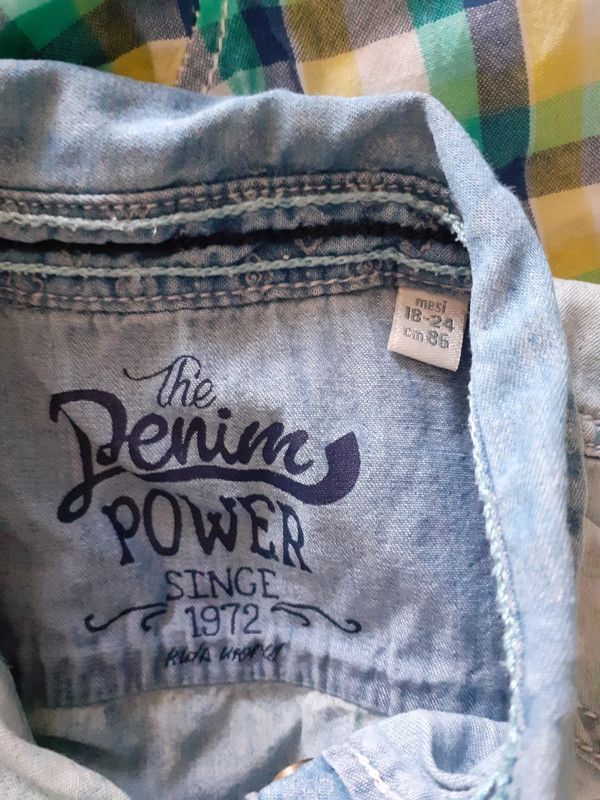 mesi
18-24
cm 86
The
Denim
POWER
SINCE
1972